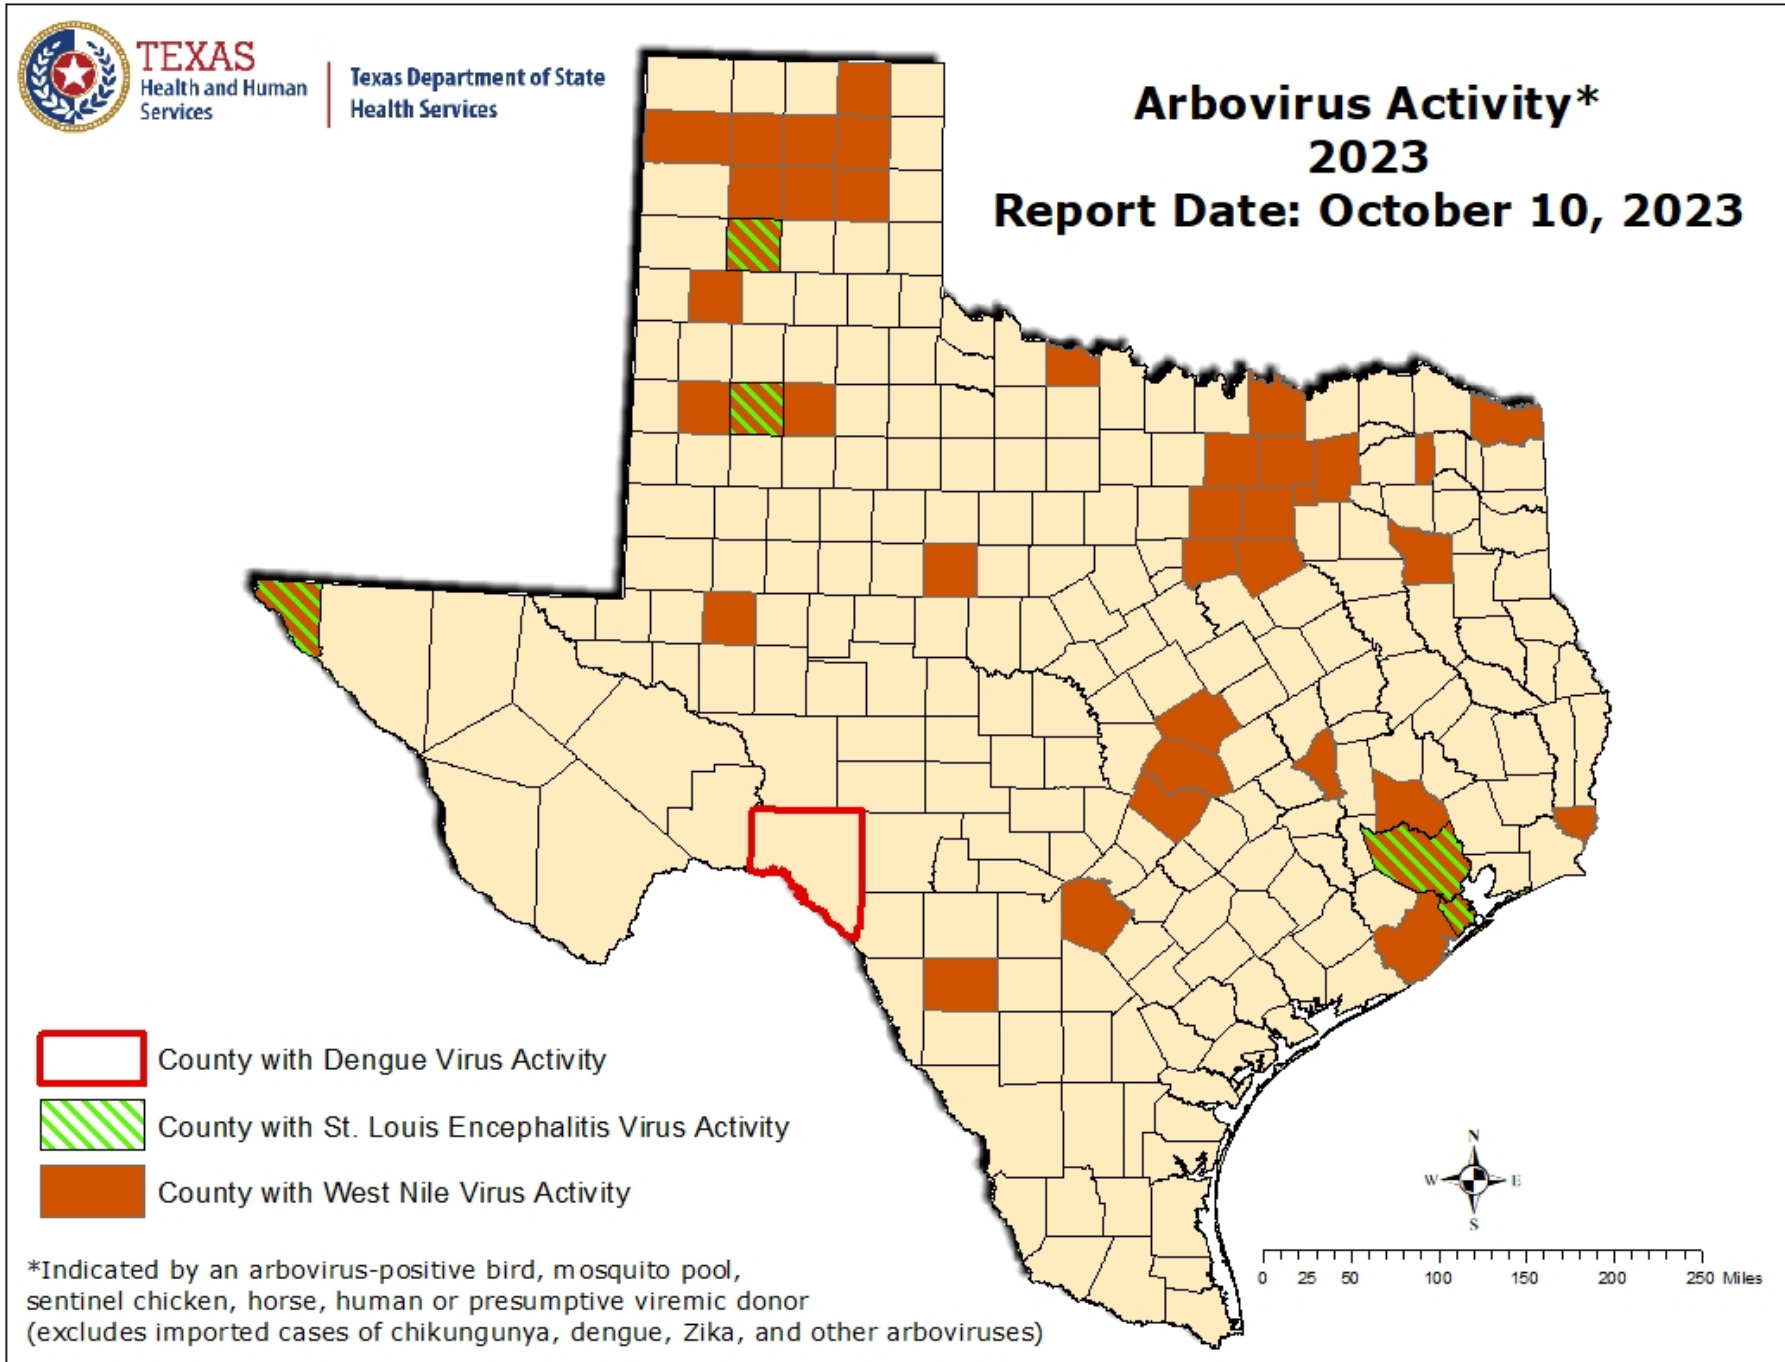 TEXAS
Health and Human
Services
Texas Department of State
Health Services
Arbovirus Activity*
2023
Report Date: October 10, 2023
County with Dengue Virus Activity
County with St. Louis Encephalitis Virus Activity
County with West Nile Virus Activity
*Indicated by an arbovirus-positive bird, mosquito pool,
sentinel chicken, horse, human or presumptive viremic donor
(excludes imported cases of chikungunya, dengue, Zika, and other arboviruses)
N
W E
S
0 25 50 100 150 200 250 Miles